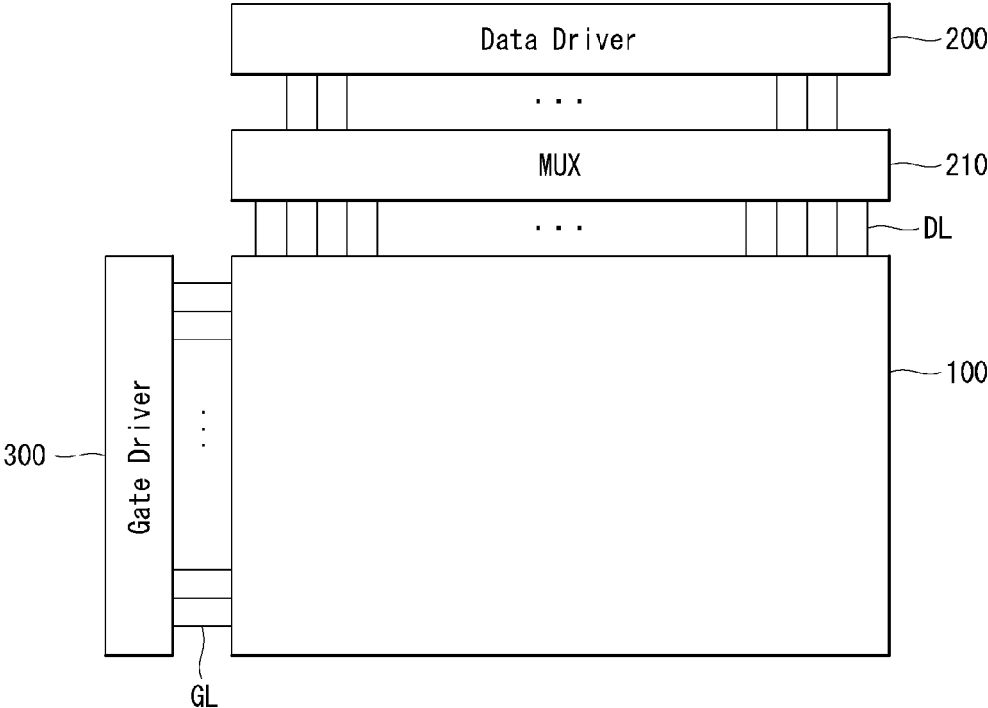 Data Driver
200
...
MUX
210
...
DL
100
Gate Driver
...
300
GL